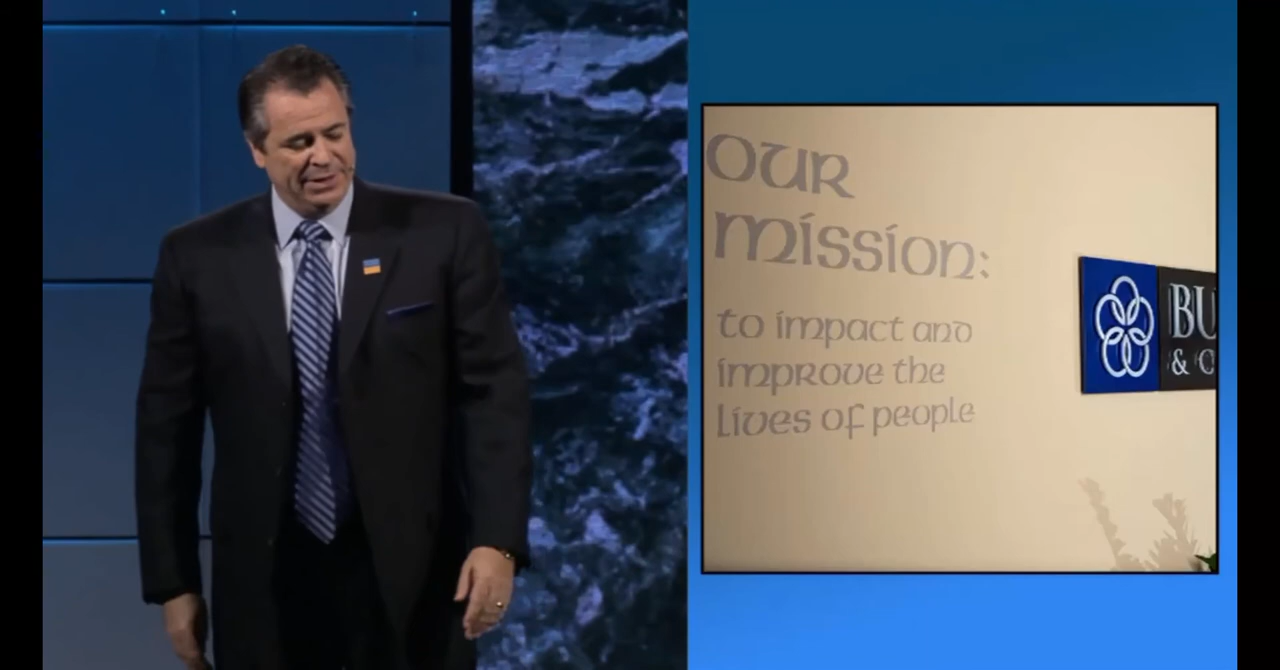 OUR
mission:
to impact and
improve the
lives of people
BU
& C